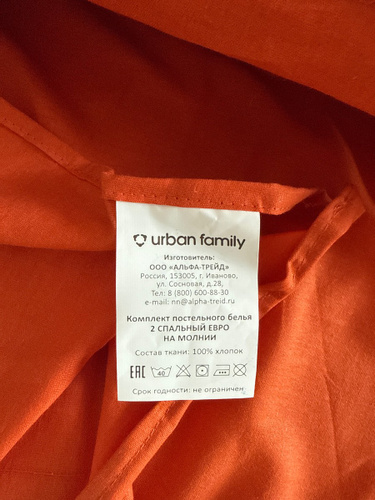 urban family
Изготовитель:
ООО «АЛЬФА-ТРЕЙД»
Россия, 153005, г. Иваново,
ул. Сосновая, д.28,
Тел: 8 (800) 600-88-30
e-mail: nn@alpha-treid.ru
Комплект постельного белья
2 СПАЛЬНЫЙ ЕВРО
НА МОЛНИИ
Состав ткани: 100% хлопок
ЕАС 40
Срок годности: не ограничен